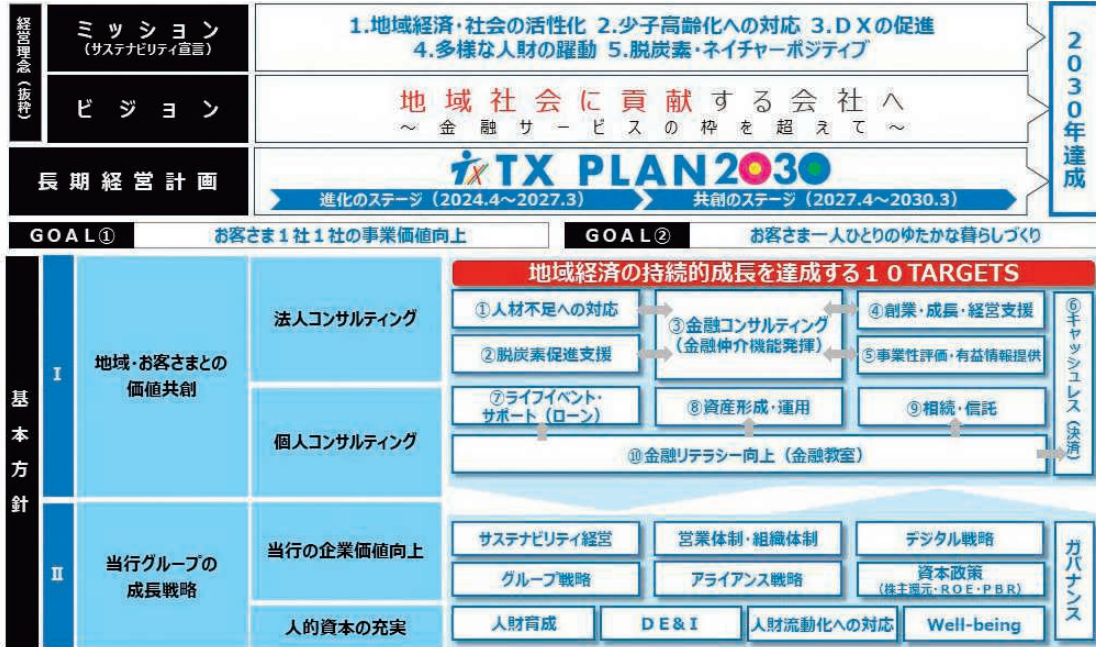 経営理念（抜粋）
ミッション
（サステナビリティ宣言）
1.地域経済・社会の活性化 2.少子高齢化への対応 3.DXの促進
4.多様な人財の躍動 5.脱炭素・ネイチャーポジティブ
ビジョン
地域社会に貢献する会社へ
～金融サービスの枠を超えて～
長期経営計画
TX PLAN2030
進化のステージ（2024.4～2027.3）
共創のステージ（2027.4～2030.3）
2030年達成
GOAL①
お客さま1社1社の事業価値向上
GOAL②
お客さま一人ひとりのゆたかな暮らしづくり
基本方針
Ⅰ
地域・お客さまとの
価値共創
法人コンサルティング
個人コンサルティング
地域経済の持続的成長を達成する10TARGETS
①人材不足への対応
②脱炭素促進支援
③金融コンサルティング
（金融仲介機能発揮）
④創業・成長・経営支援
⑤事業性評価・有益情報提供
⑥キャッシュレス（決済）
⑦ライフイベント・
サポート（ローン）
⑧資産形成・運用
⑨相続・信託
⑩金融リテラシー向上（金融教室）
Ⅱ
当行グループの
成長戦略
当行の企業価値向上
人的資本の充実
サステナビリティ経営
営業体制・組織体制
デジタル戦略
グループ戦略
アライアンス戦略
資本政策
（株主還元・ROE・PBR）
人財育成
DE&I
人財流動化への対応
Well-being
ガバナンス